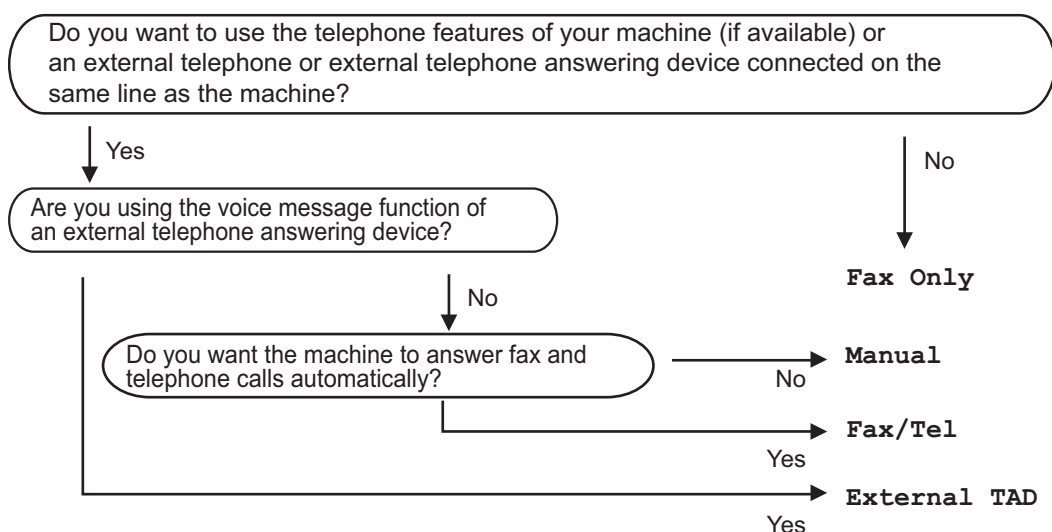 Do you want to use the telephone features of your machine (if available) or
an external telephone or external telephone answering device connected on the
same line as the machine?
Yes
No
Are you using the voice message function of
an external telephone answering device?
Fax Only
No
Do you want the machine to answer fax and
telephone calls automatically?
No
Manual
Yes
Fax/Tel
Yes
External TAD